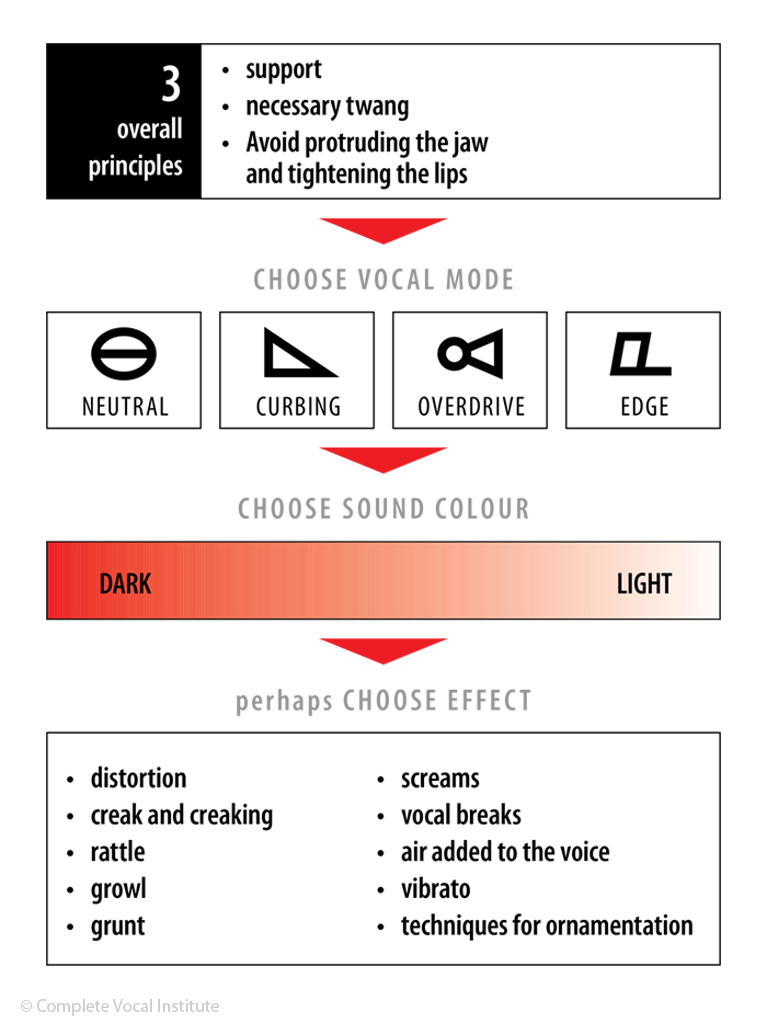 3
overall
principles
• support
• necessary twang
• Avoid protruding the jaw
and tightening the lips
CHOOSE VOCAL MODE
NEUTRAL
CURBING
OVERDRIVE
EDGE
CHOOSE SOUND COLOUR
DARK
LIGHT
perhaps CHOOSE EFFECT
• distortion
• creak and creaking
• rattle
• growl
• grunt
• screams
• vocal breaks
• air added to the voice
• vibrato
• techniques for ornamentation
© Complete Vocal Institute